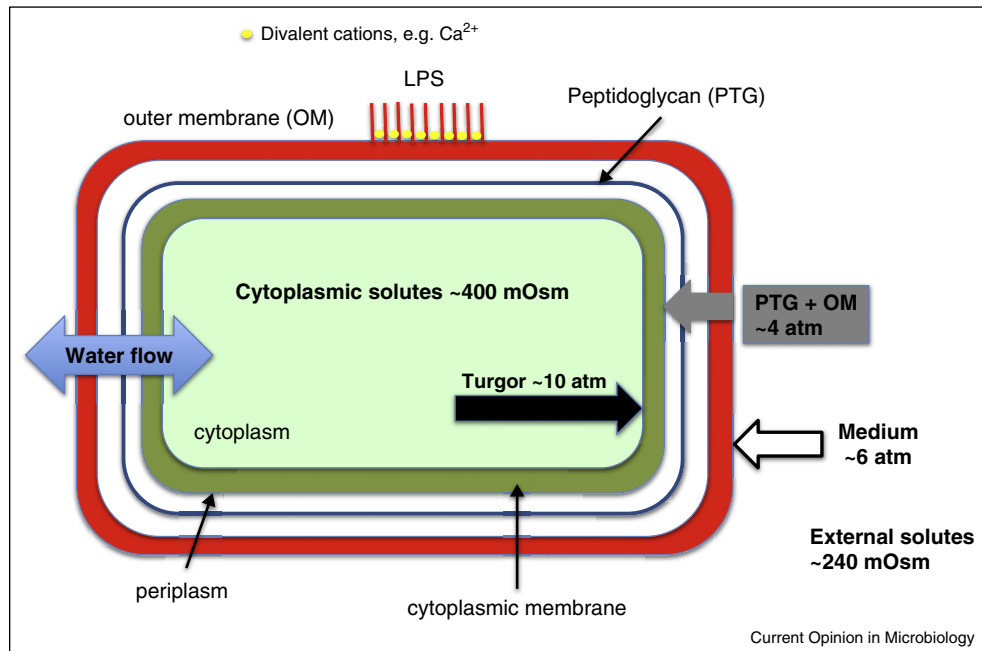 Divalent cations, e.g. Ca²⁺
LPS
Peptidoglycan (PTG)
outer membrane (OM)
Cytoplasmic solutes ~400 mOsm
PTG + OM
~4 atm
Water flow
Turgor ~10 atm
cytoplasm
Medium
~6 atm
External solutes
~240 mOsm
periplasm
cytoplasmic membrane
Current Opinion in Microbiology